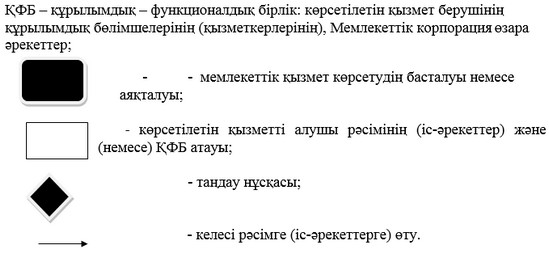 ҚФБ – құрылымдық – функционалдық бірлік: көрсетілетін қызмет берушінің
құрылымдық бөлімшелерінің (қызметкерлерінің), Мемлекеттік корпорация өзара
әрекеттер;
- - мемлекеттік қызмет көрсетудің басталуы немесе
аяқталуы;
- көрсетілетін қызметті алушы рәсімінің (іс-әрекеттер) және
(немесе) ҚФБ атауы;
- таңдау нұсқасы;
- келесі рәсімге (іс-әрекеттерге) өту.